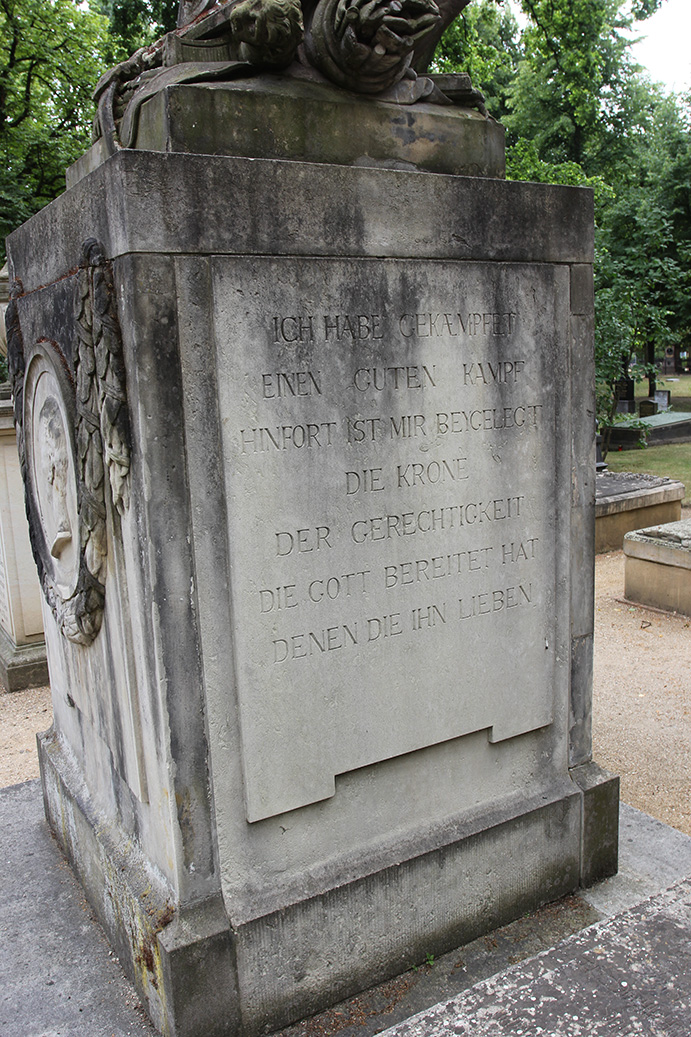 ICH HABE GEKÆMPFET
EINEN GUTEN KAMPF
HINFORT IST MIR BEYGELEGT
DIE KRONE
DER GERECHTIGKEIT
DIE GOTT BEREITET HAT
DENEN DIE IHN LIEBEN